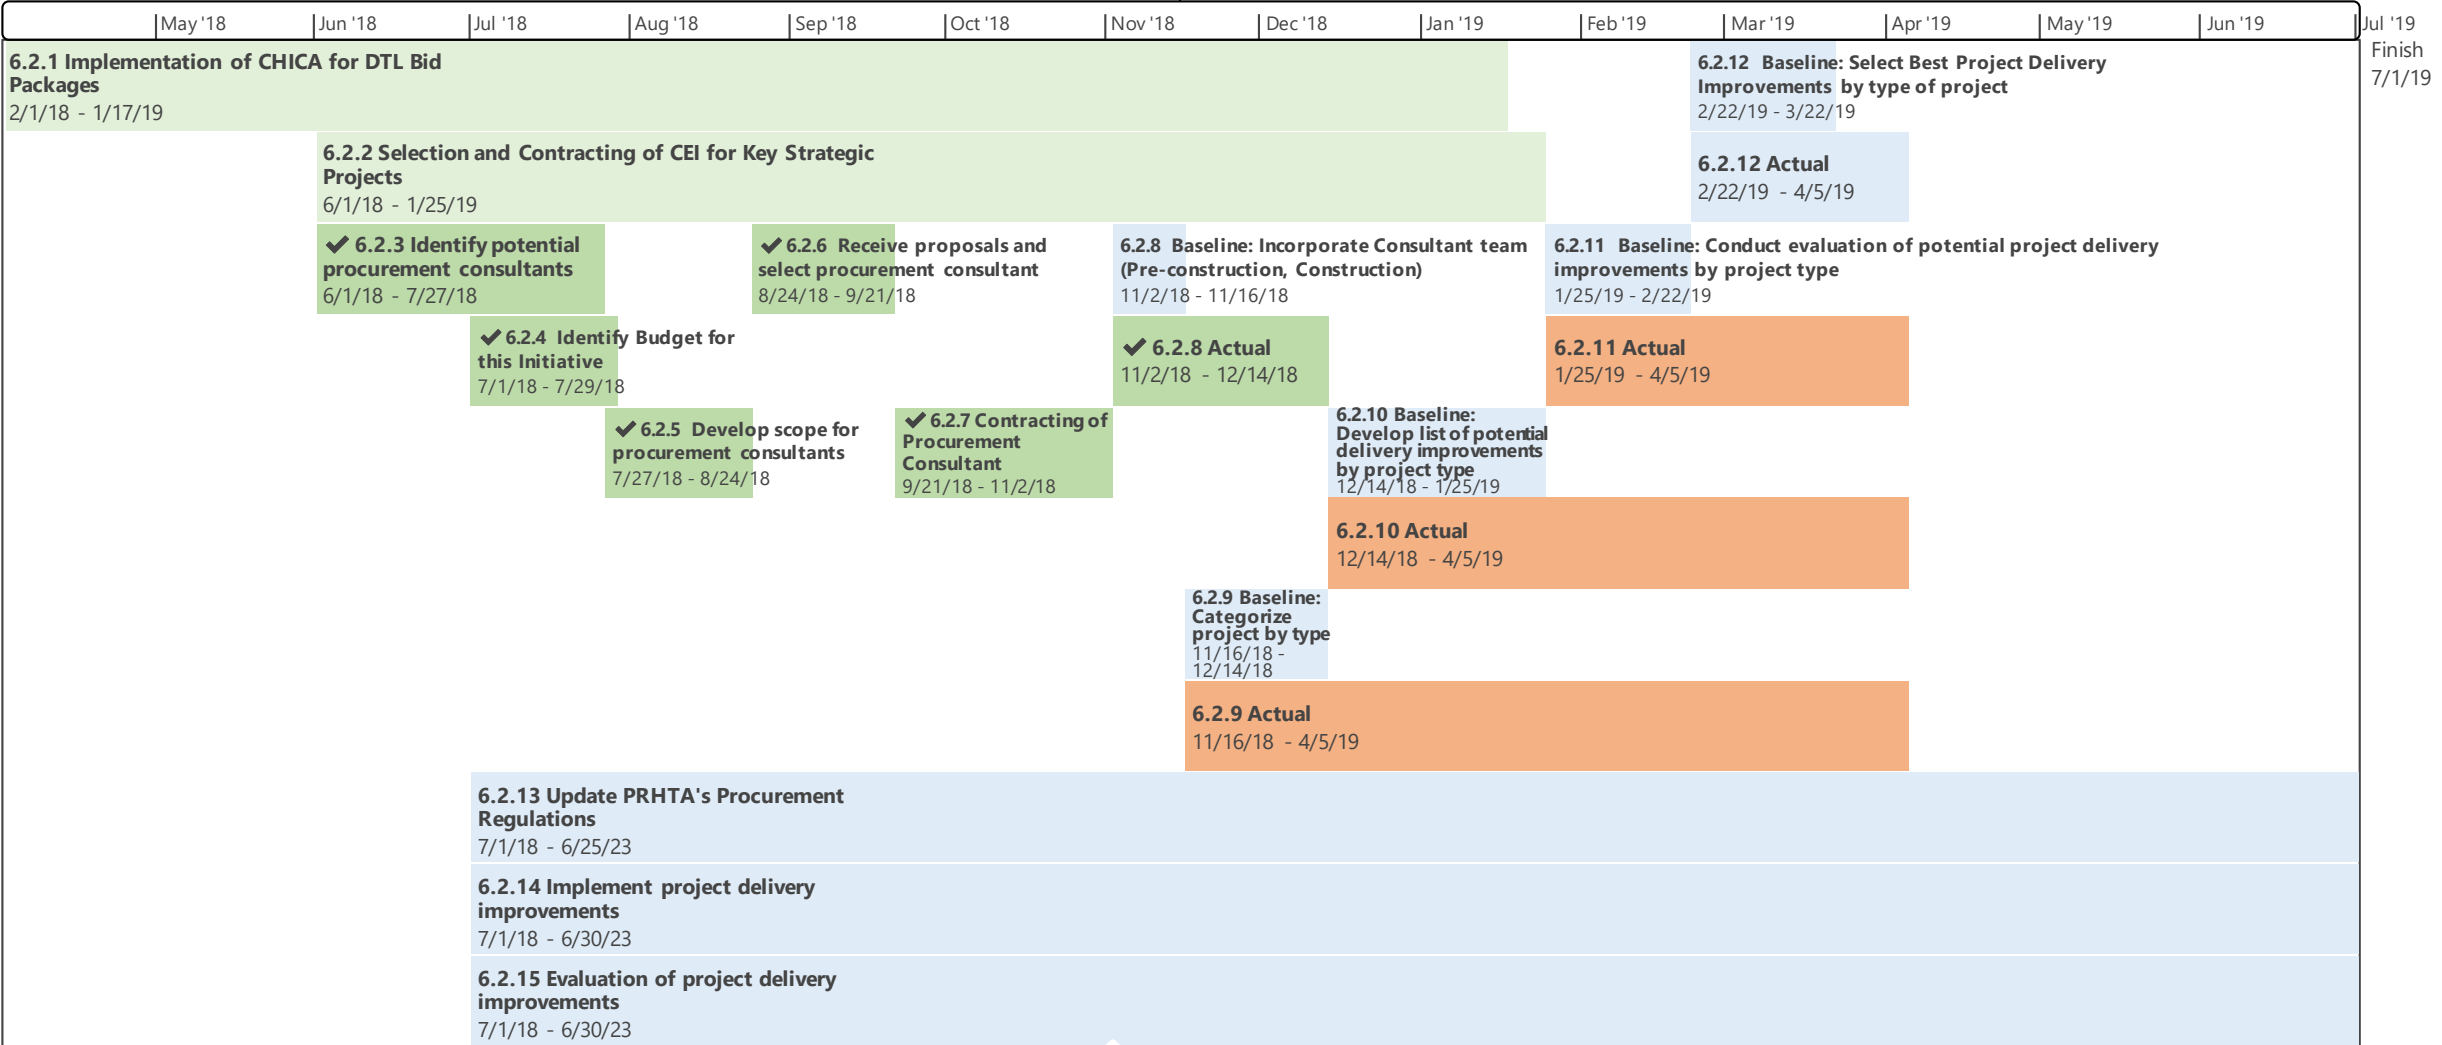 May '18
Jun '18
Jul '18
Aug '18
Sep '18
Oct '18
Nov '18
Dec '18
Jan '19
Feb '19
Mar '19
Apr '19
May '19
Jun '19
Jul '19
Finish
7/1/19
6.2.1 Implementation of CHICA for DTL Bid
Packages
2/1/18 - 1/17/19
6.2.12 Baseline: Select Best Project Delivery
Improvements by type of project
2/22/19 - 3/22/19
6.2.2 Selection and Contracting of CEI for Key Strategic
Projects
6/1/18 - 1/25/19
6.2.12 Actual
2/22/19 - 4/5/19
✔ 6.2.3 Identify potential
procurement consultants
6/1/18 - 7/27/18
✔ 6.2.6 Receive proposals and
select procurement consultant
8/24/18 - 9/21/18
6.2.8 Baseline: Incorporate Consultant team
(Pre-construction, Construction)
11/2/18 - 11/16/18
6.2.11 Baseline: Conduct evaluation of potential project delivery
improvements by project type
1/25/19 - 2/22/19
✔ 6.2.4 Identify Budget for
this Initiative
7/1/18 - 7/29/18
✔ 6.2.8 Actual
11/2/18 - 12/14/18
6.2.11 Actual
1/25/19 - 4/5/19
✔ 6.2.5 Develop scope for
procurement consultants
7/27/18 - 8/24/18
✔ 6.2.7 Contracting of
Procurement
Consultant
9/21/18 - 11/2/18
6.2.10 Baseline:
Develop list of potential
delivery improvements
by project type
12/14/18 - 1/25/19
6.2.10 Actual
12/14/18 - 4/5/19
6.2.9 Baseline:
Categorize
project by type
11/16/18 -
12/14/18
6.2.9 Actual
11/16/18 - 4/5/19
6.2.13 Update PRHTA's Procurement
Regulations
7/1/18 - 6/25/23
6.2.14 Implement project delivery
improvements
7/1/18 - 6/30/23
6.2.15 Evaluation of project delivery
improvements
7/1/18 - 6/30/23